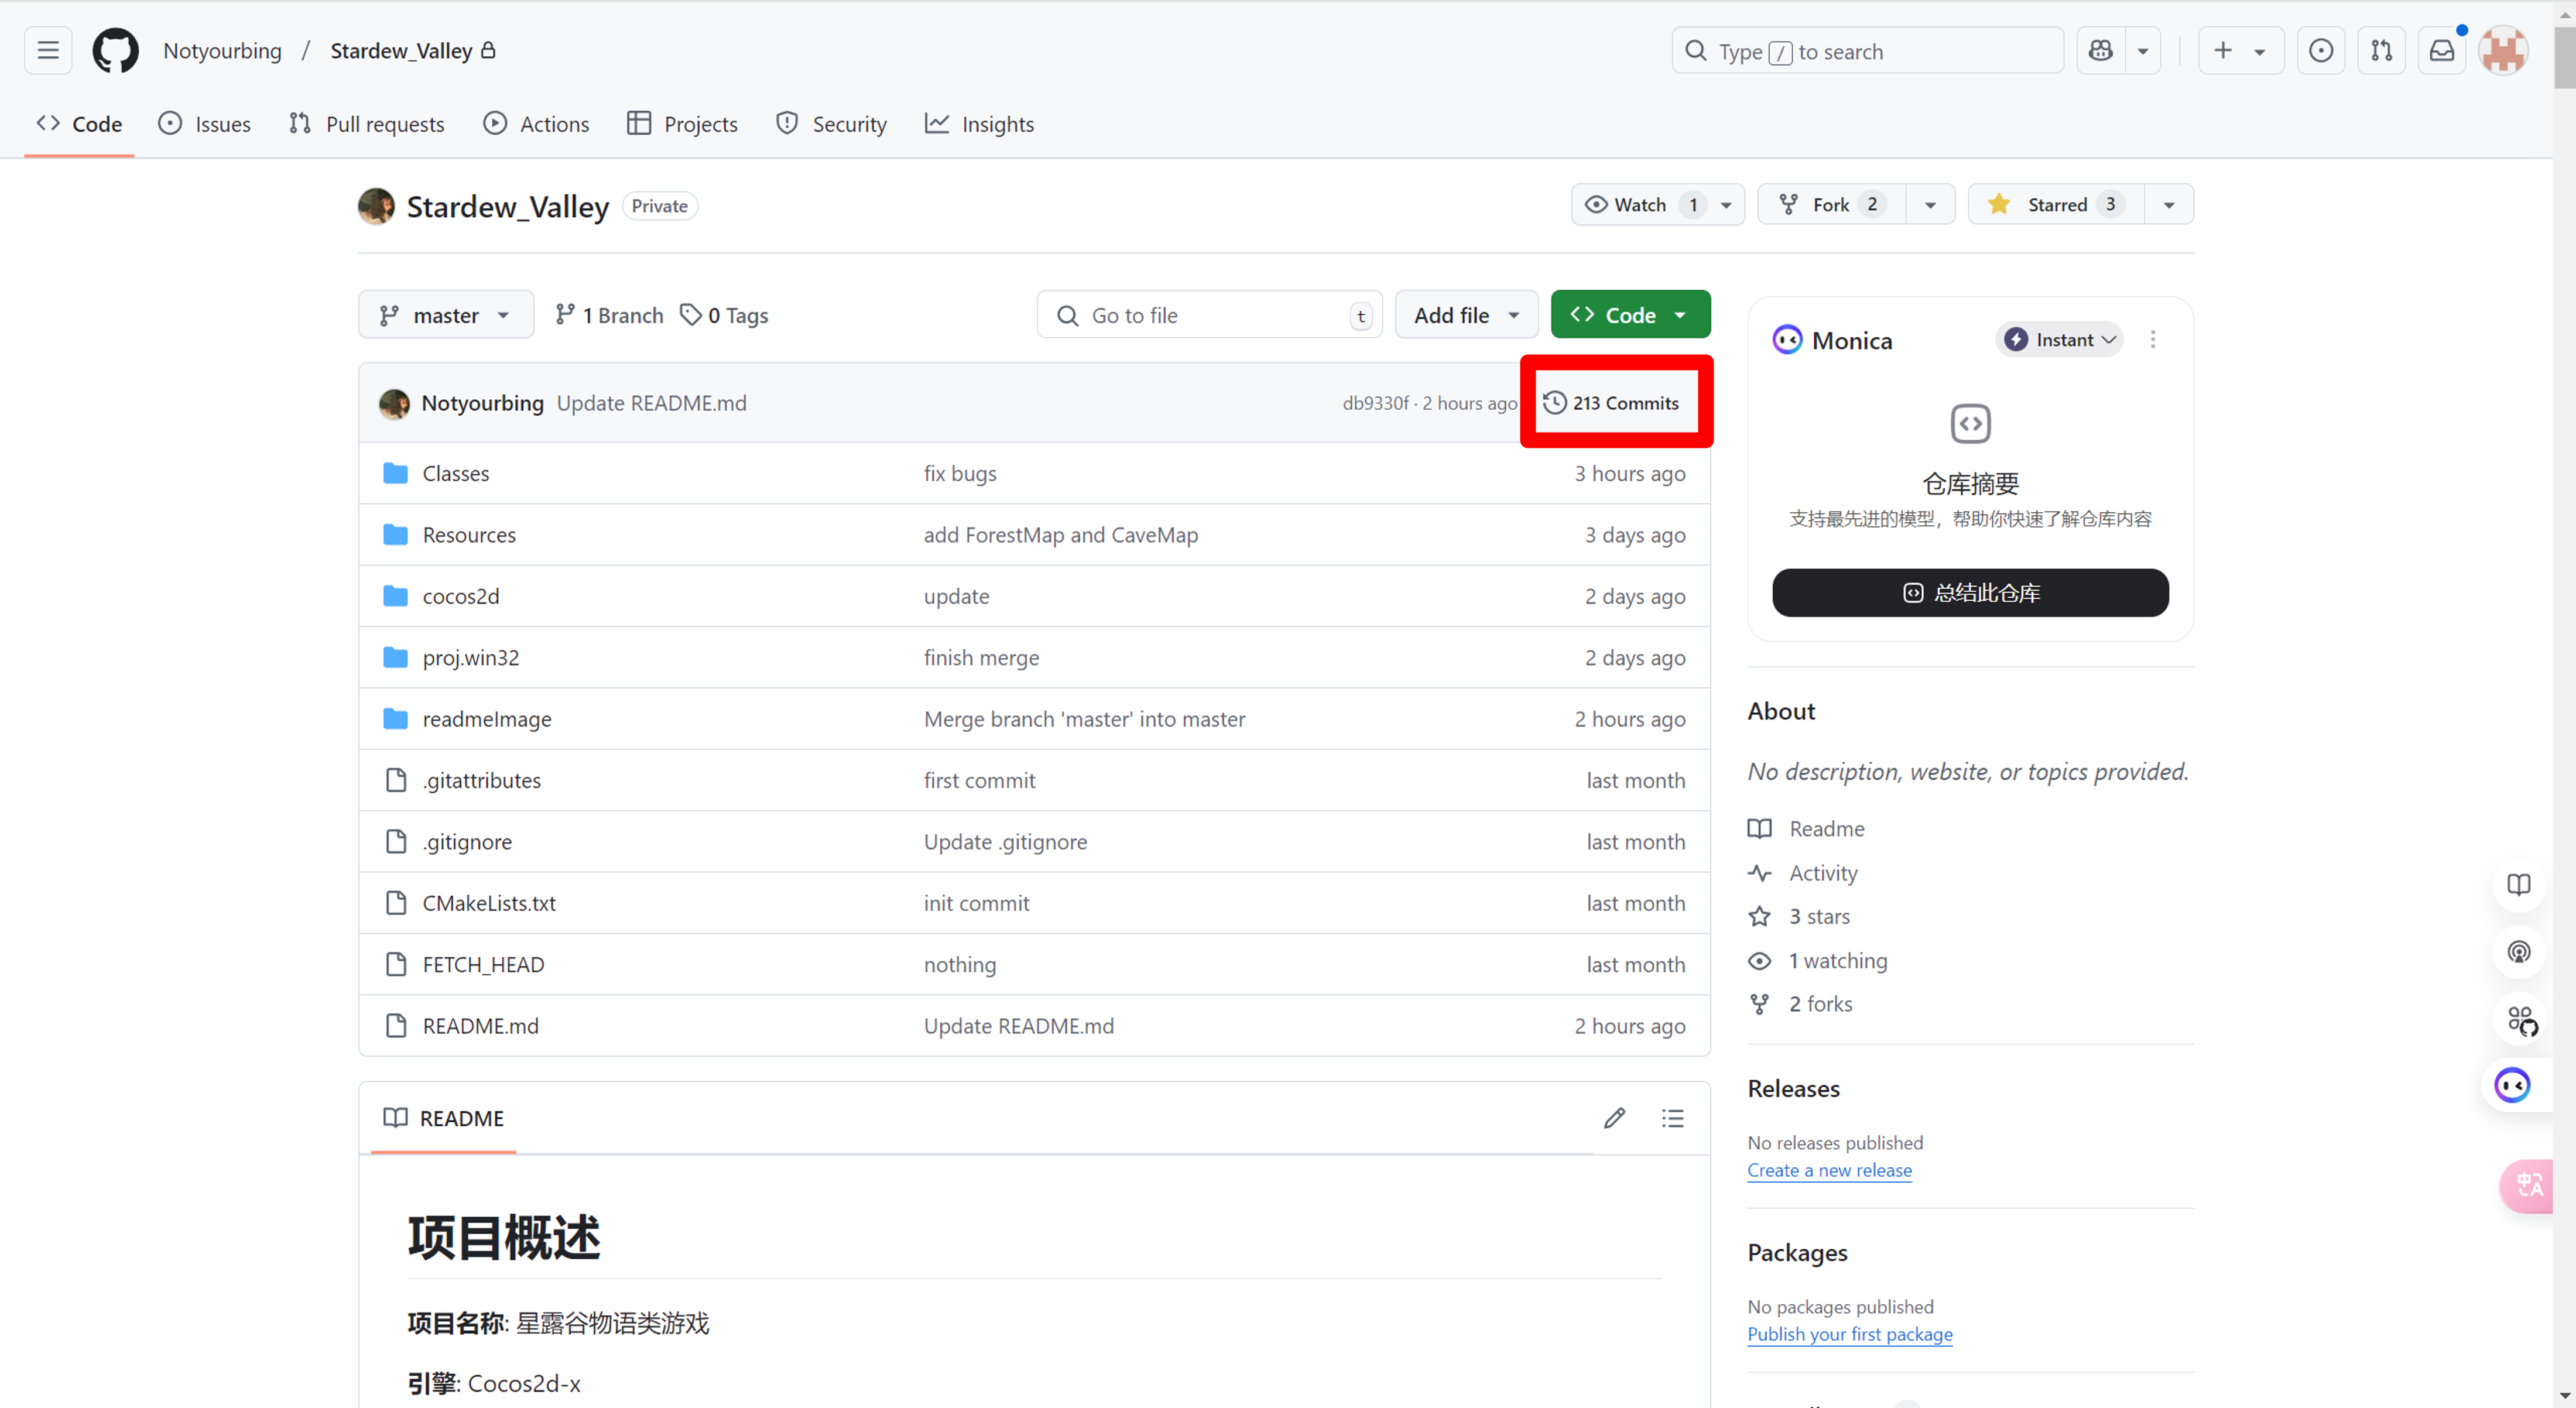 Notyourbing / Stardew_Valley
Type / to search
Code Issues Pull requests Actions Projects Security Insights
Stardew_Valley Private
Watch 1 Fork 2 Starred 3
master 1 Branch 0 Tags Go to file t Add file Code
Notyourbing Update README.md db9330f · 2 hours ago 213 Commits
Classes fix bugs 3 hours ago
Resources add ForestMap and CaveMap 3 days ago
cocos2d update 2 days ago
proj.win32 finish merge 2 days ago
readmeImage Merge branch 'master' into master 2 hours ago
.gitattributes first commit last month
.gitignore Update .gitignore last month
CMakeLists.txt init commit last month
FETCH_HEAD nothing last month
README.md Update README.md 2 hours ago
README
项目概述
项目名称: 星露谷物语类游戏
引擎: Cocos2d-x
Monica Instant
仓库摘要
支持最先进的模型，帮助你快速了解仓库内容
总结此仓库
About
No description, website, or topics provided.
Readme
Activity
3 stars
1 watching
2 forks
Releases
No releases published
Create a new release
Packages
No packages published
Publish your first package
中A